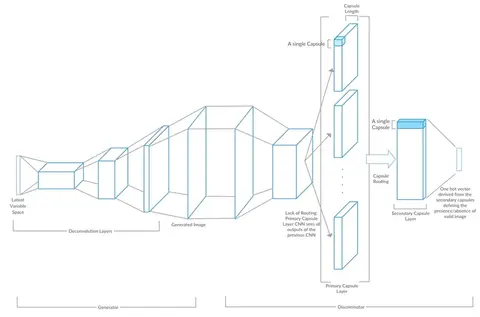 Capsule
Length
A single Capsule
A single
Capsule
Capsule
Routing
Latent
Variable
Space
Deconvolution Layers
Generated Image
Lack of Routing:
Primary Capsule
Layer CNN uses of
outputs of the
previous CNN
Secondary Capsule
Layer
One hot vector
derived from the
secondary capsules
defining the
presence/absence of
valid image
Primary Capsule
Layer
Generator
Discriminator